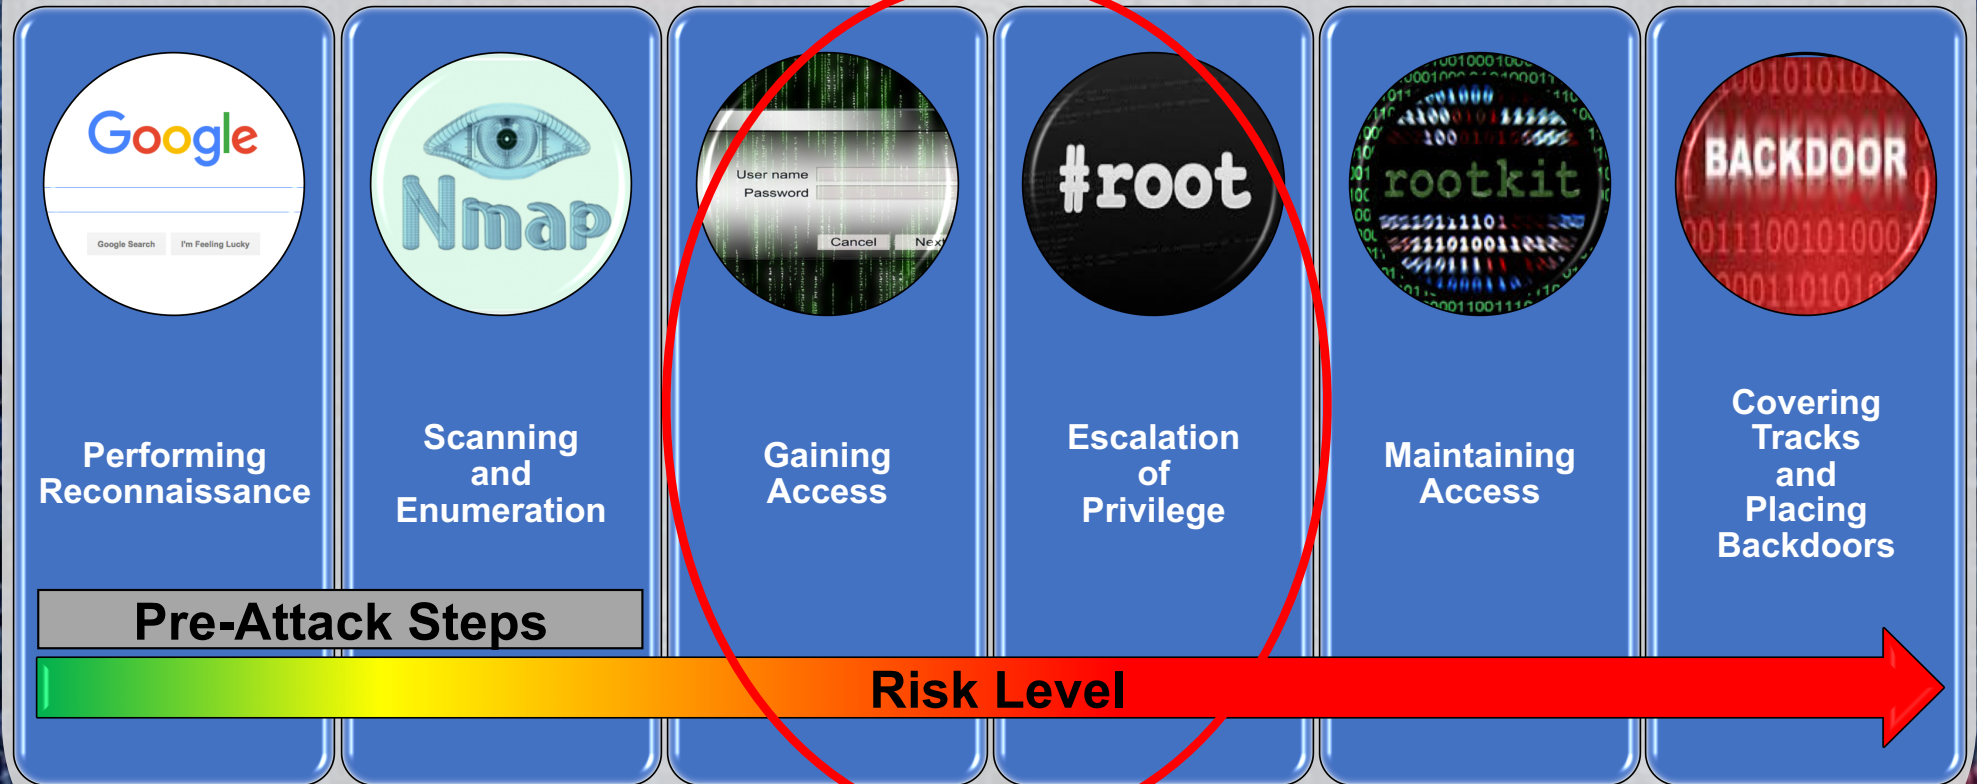 Google
Google Search
I'm Feeling Lucky
Performing
Reconnaissance
Nmap
Scanning
and
Enumeration
User name
Password
Cancel
Next
Gaining
Access
#root
Escalation
of
Privilege
rootkit
Maintaining
Access
BACKDOOR
Covering
Tracks
and
Placing
Backdoors
Pre-Attack Steps
Risk Level